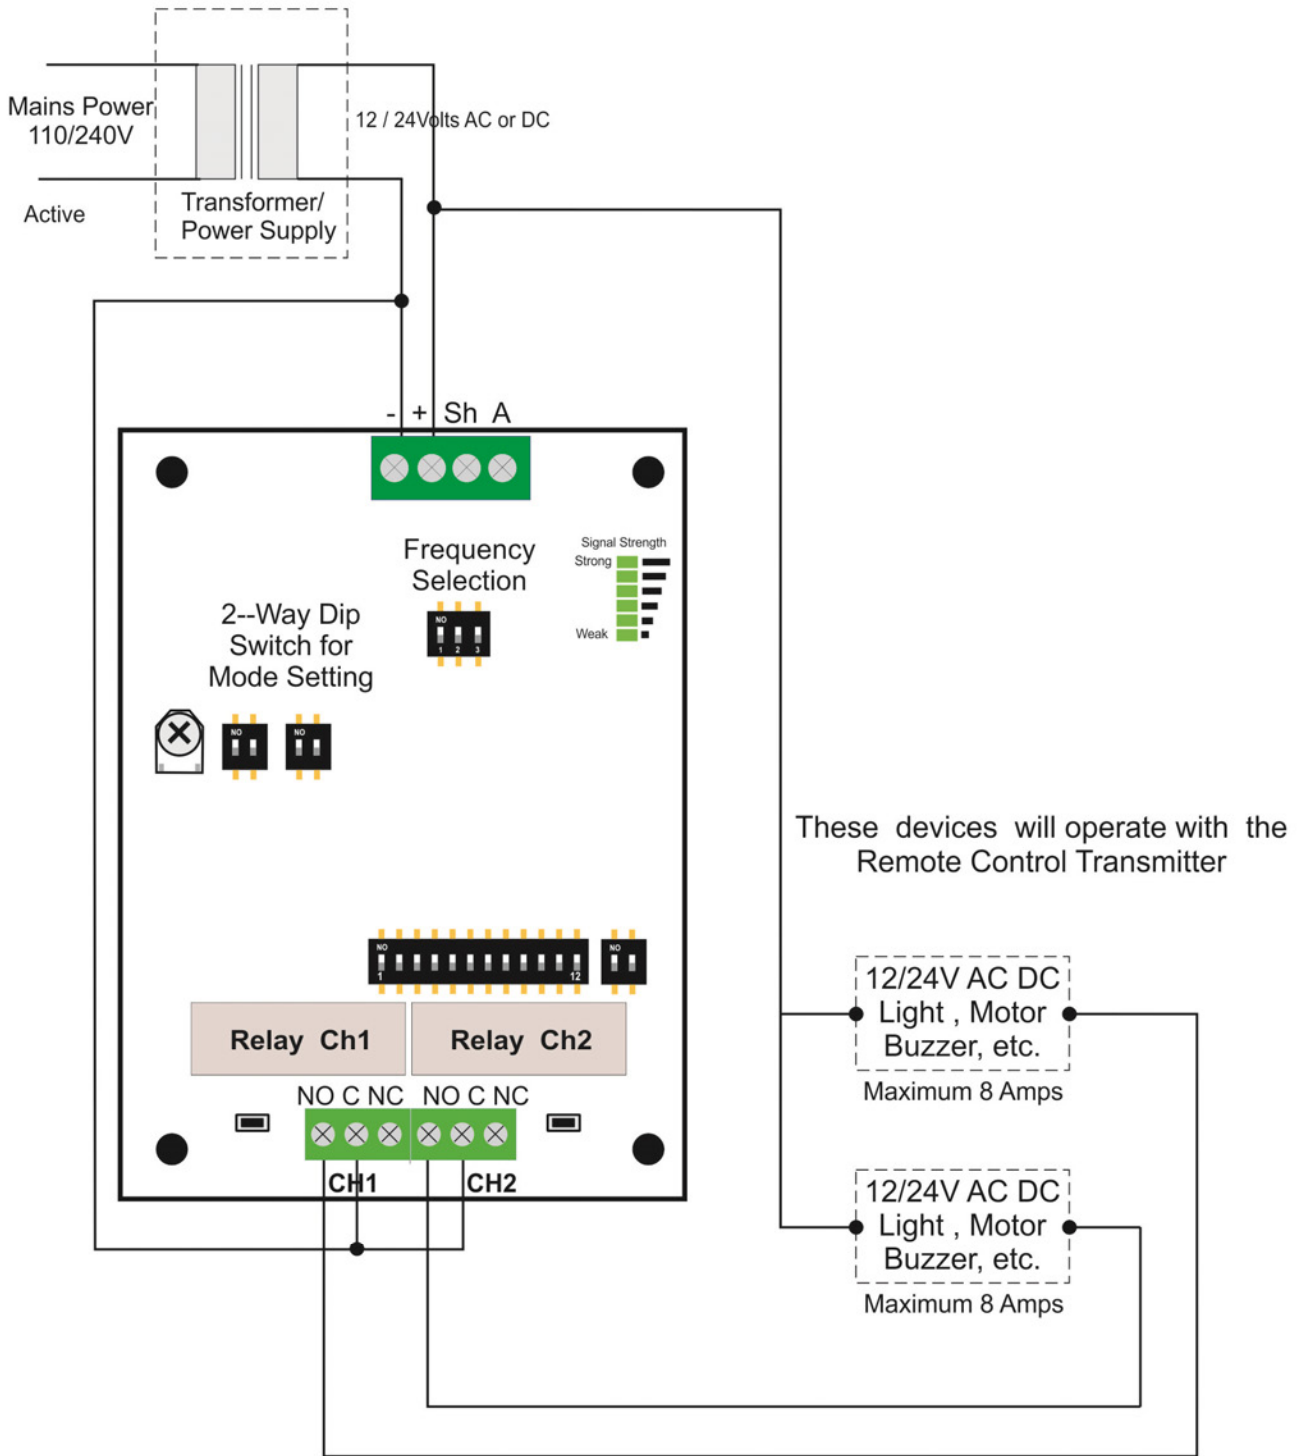 Mains Power
110/240V
Active
Transformer/
Power Supply
12 / 24Volts AC or DC
- + Sh A
Frequency
Selection
NO
1 2 3
Signal Strength
Strong
Weak
2--Way Dip
Switch for
Mode Setting
NO
NO
These devices will operate with the
Remote Control Transmitter
NO
1 12
NO
Relay Ch1
Relay Ch2
NO C NC
NO C NC
CH1
CH2
12/24V AC DC
Light , Motor
Buzzer, etc.
Maximum 8 Amps
12/24V AC DC
Light , Motor
Buzzer, etc.
Maximum 8 Amps